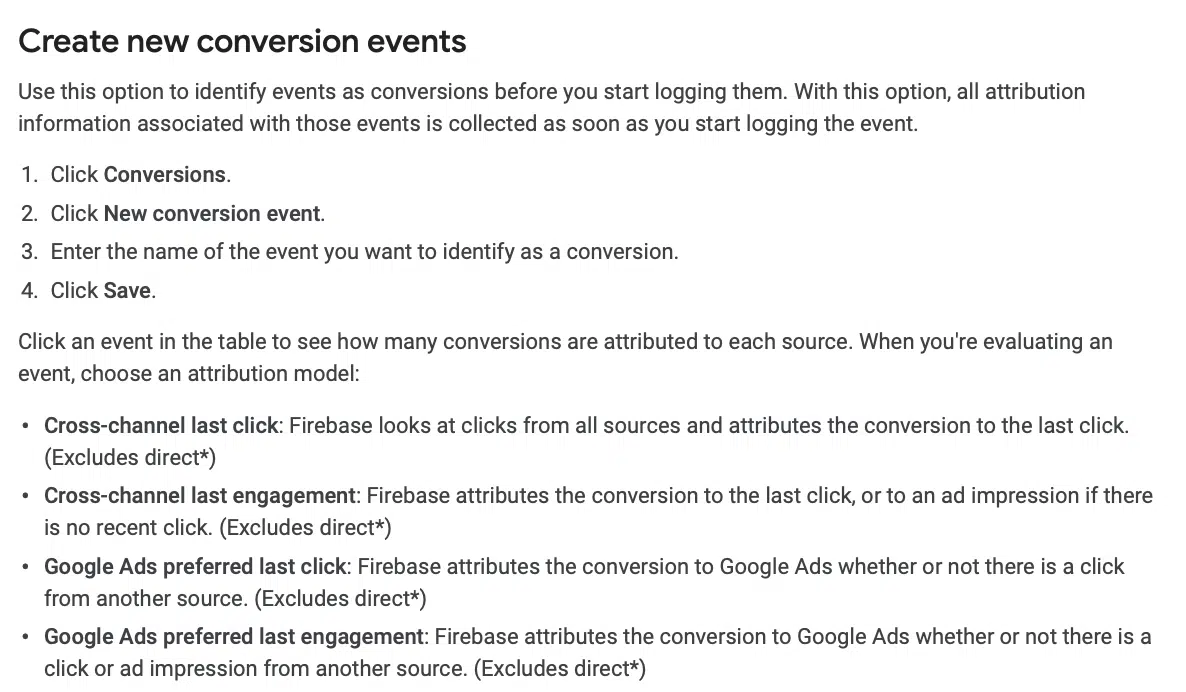 Create new conversion events
Use this option to identify events as conversions before you start logging them. With this option, all attribution
information associated with those events is collected as soon as you start logging the event.
1. Click Conversions.
2. Click New conversion event.
3. Enter the name of the event you want to identify as a conversion.
4. Click Save.
Click an event in the table to see how many conversions are attributed to each source. When you're evaluating an
event, choose an attribution model:
• Cross-channel last click: Firebase looks at clicks from all sources and attributes the conversion to the last click.
(Excludes direct*)
• Cross-channel last engagement: Firebase attributes the conversion to the last click, or to an ad impression if there
is no recent click. (Excludes direct*)
• Google Ads preferred last click: Firebase attributes the conversion to Google Ads whether or not there is a click
from another source. (Excludes direct*)
• Google Ads preferred last engagement: Firebase attributes the conversion to Google Ads whether or not there is a
click or ad impression from another source. (Excludes direct*)